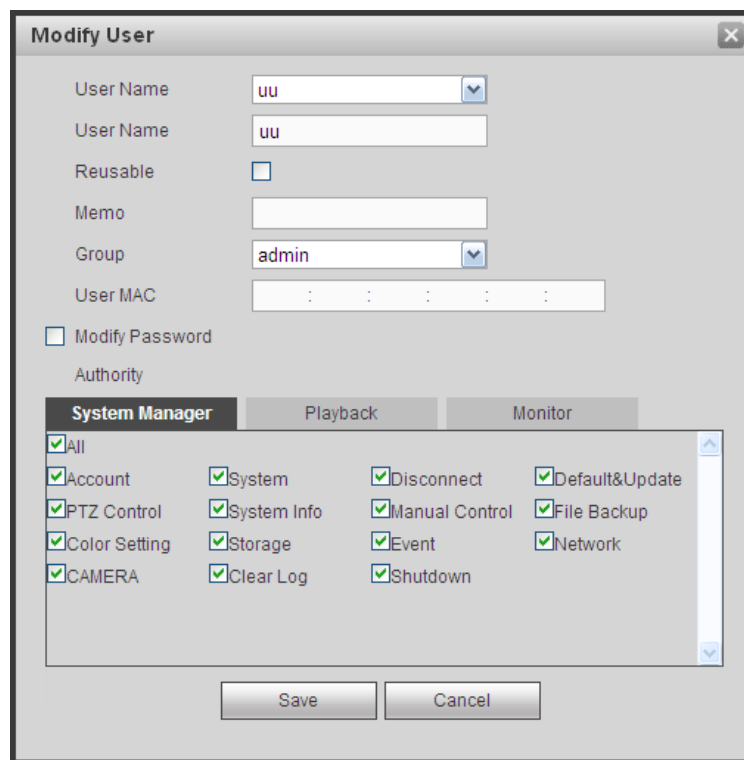 Modify User
User Name uu
User Name uu
Reusable
Memo
Group admin
User MAC : : : : :
Modify Password
Authority
System Manager Playback Monitor
All
Account System Disconnect Default&Update
PTZ Control System Info Manual Control File Backup
Color Setting Storage Event Network
CAMERA Clear Log Shutdown
Save Cancel